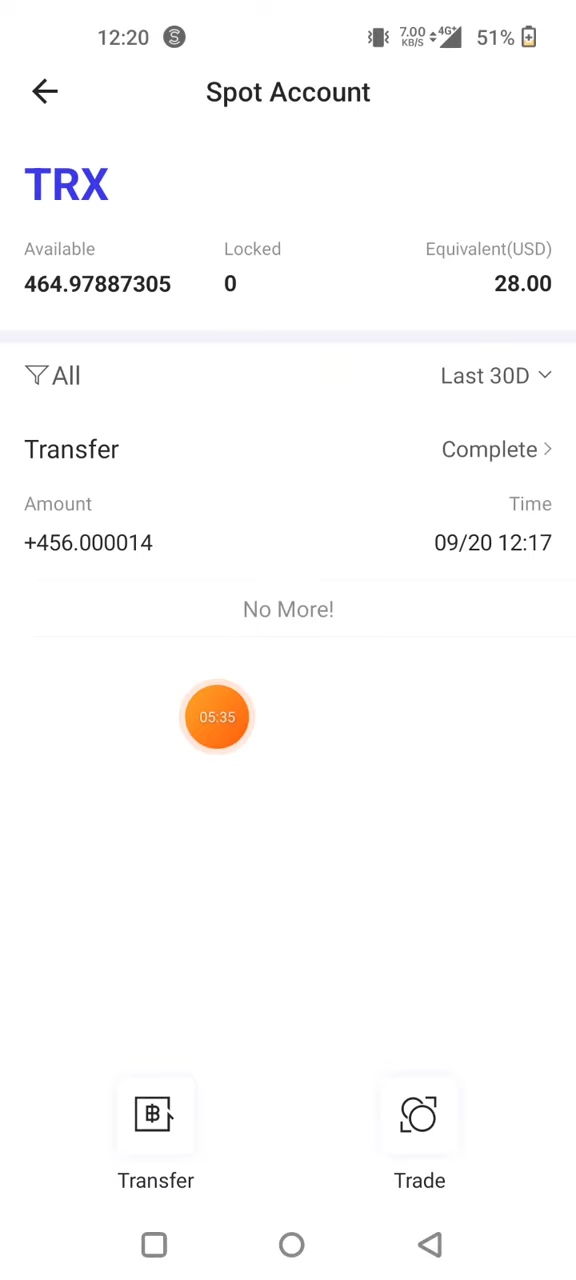 12:20 S 7.00 KB/S 4G+ 51%
Spot Account
TRX
Available Locked Equivalent(USD)
464.97887305 0 28.00
All Last 30D
Transfer Complete
Amount Time
+456.000014 09/20 12:17
No More!
05:35
Transfer Trade